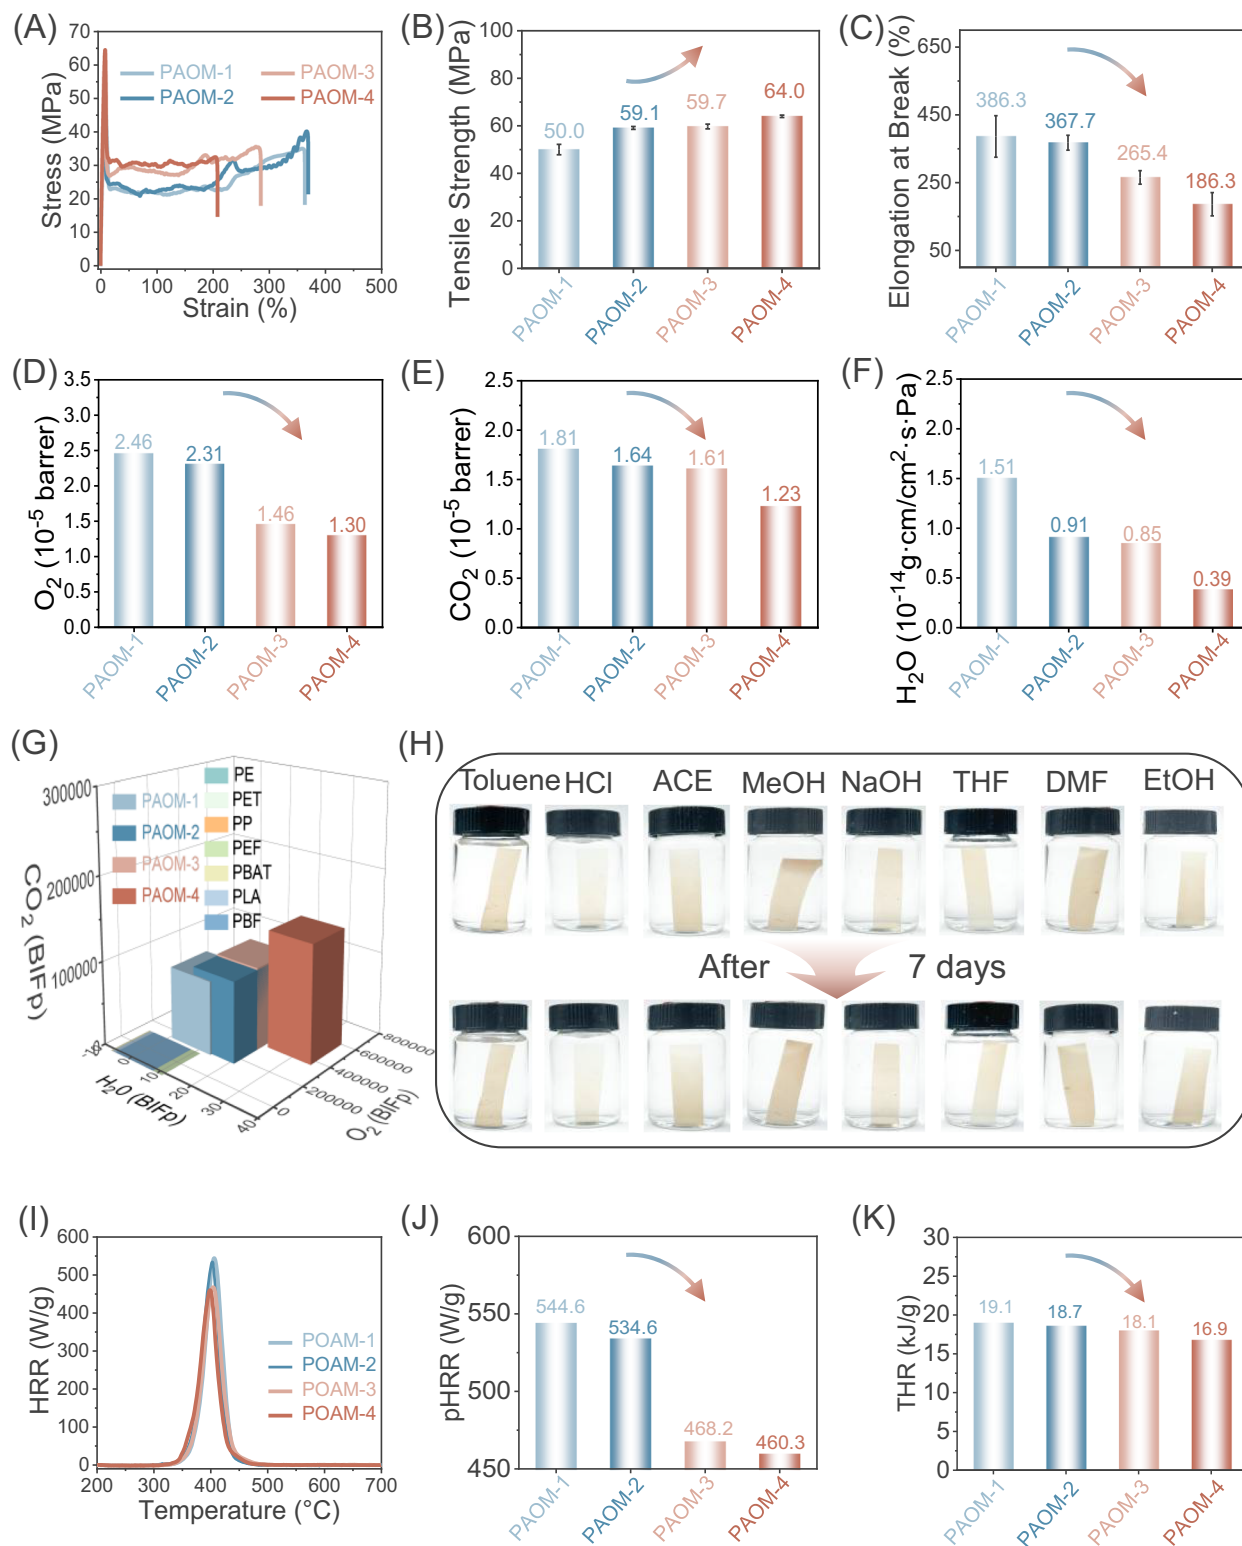 (A)
Stress (MPa)
70
60
50
40
30
20
10
0
PAOM-1
PAOM-2
PAOM-3
PAOM-4
0 100 200 300 400 500
Strain (%)
(B)
Tensile Strength (MPa)
100
80
60
40
20
0
50.0
59.1
59.7
64.0
PAOM-1
PAOM-2
PAOM-3
PAOM-4
(C)
Elongation at Break (%)
650
450
250
50
386.3
367.7
265.4
186.3
PAOM-1
PAOM-2
PAOM-3
PAOM-4
(D)
O₂ (10⁻⁵ barrer)
3.5
3.0
2.5
2.0
1.5
1.0
0.5
0.0
2.46
2.31
1.46
1.30
PAOM-1
PAOM-2
PAOM-3
PAOM-4
(E)
CO₂ (10⁻⁵ barrer)
2.5
2.0
1.5
1.0
0.5
0.0
1.81
1.64
1.61
1.23
PAOM-1
PAOM-2
PAOM-3
PAOM-4
(F)
H₂O (10⁻¹⁴g·cm/cm²·s·Pa)
2.5
2.0
1.5
1.0
0.5
0.0
1.51
0.91
0.85
0.39
PAOM-1
PAOM-2
PAOM-3
PAOM-4
(G)
CO₂ (BIFp)
300000
200000
100000
PAOM-1
PAOM-2
PAOM-3
PAOM-4
PE
PET
PP
PEF
PBAT
PLA
PBF
0
10
20
30
40
H₂0 (BIFp)
0
200000
400000
600000
800000
O₂ (BIFp)
(H)
Toluene HCl ACE MeOH NaOH THF DMF EtOH
After 7 days
(I)
HRR (W/g)
600
500
400
300
200
100
0
POAM-1
POAM-2
POAM-3
POAM-4
200 300 400 500 600 700
Temperature (°C)
(J)
pHRR (W/g)
600
550
500
450
544.6
534.6
468.2
460.3
PAOM-1
PAOM-2
PAOM-3
PAOM-4
(K)
THR (kJ/g)
30
25
20
15
10
5
0
19.1
18.7
18.1
16.9
PAOM-1
PAOM-2
PAOM-3
PAOM-4